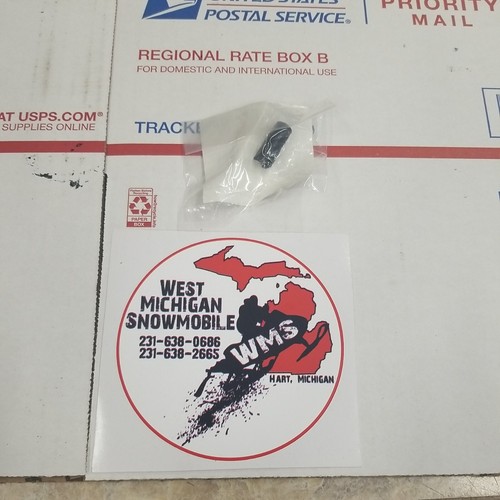 UNITED STATES
POSTAL SERVICE®
PRIORITY
MAIL
REGIONAL RATE BOX B
FOR DOMESTIC AND INTERNATIONAL USE
AT USPS.COM®
SUPPLIES ONLINE
TRACKE
PAPER
BOX
WEST
MICHIGAN
SNOWMOBILE
231-638-0686
231-638-2665
WMS
HART, MICHIGAN